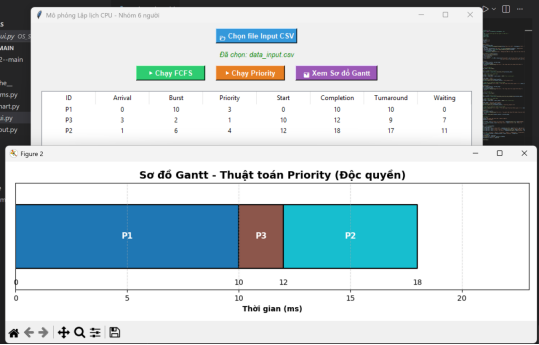 ui.py OS_S
Mô phỏng Lập lịch CPU - Nhóm 6 người
MAIN
2--main
he__
ms.py
hart.py
ui.py
out.py
Chọn file Input CSV
Đã chọn: data_input.csv
Chạy FCFS
Chạy Priority
Xem Sơ đồ Gantt
ID Arrival Burst Priority Start Completion Turnaround Waiting
P1 0 10 3 0 10 10 0
P3 3 2 1 10 12 9 7
P2 1 6 4 12 18 17 11
Figure 2
Sơ đồ Gantt - Thuật toán Priority (Độc quyền)
P1 P3 P2
0 10 12 18
0 5 10 15 20
Thời gian (ms)